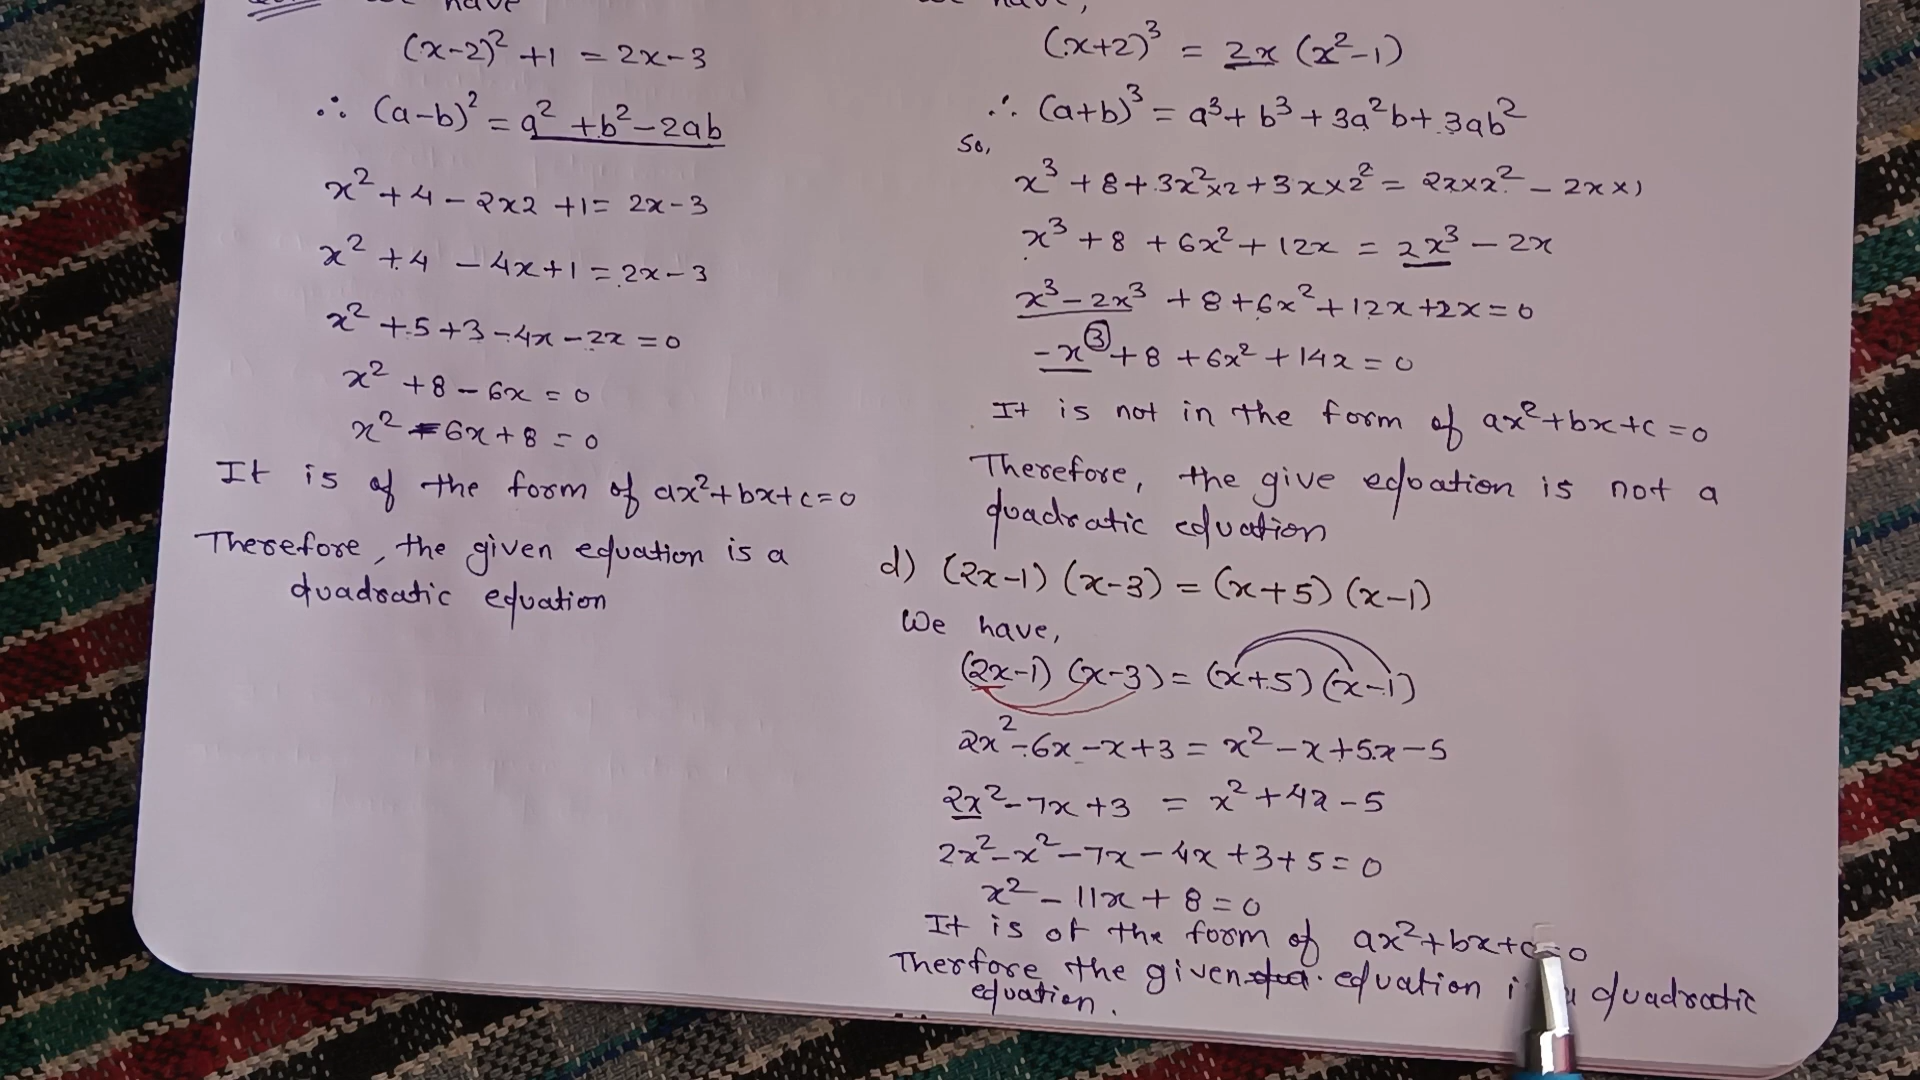 have
(x-2)² +1 = 2x-3
∴ (a-b)² = a² +b²-2ab
x² +4 - 2x2 +1= 2x-3
x² +4 - 4x+1 = 2x-3
x² +5+3-4x-2x =0
x² +8-6x = 0
x² -6x+8 = 0
It is of the form of ax²+bx+c=0
Therefore, the given equation is a
quadratic equation
We have,
(x+2)³ = 2x (x²-1)
∴ (a+b)³ = a³+b³+3a²b+3ab²
So,
x³ +8+3x²x2+3xxx2² = 2xxx² - 2xx1
x³ +8 +6x²+12x = 2x³ - 2x
x³-2x³ +8+6x²+12x+2x=0
-x³+8 +6x² +14x = 0
It is not in the form of ax²+bx+c=0
Therefore, the give eqoation is not a
quadratic equation
d) (2x-1) (x-3) = (x+5) (x-1)
We have,
(2x-1) (x-3) = (x+5) (x-1)
2x²-6x-x+3 = x²-x+5x-5
2x²-7x+3 = x²+4x-5
2x²-x²-7x-4x+3+5=0
x²-11x+8=0
It is of the form of ax²+bx+c=0
Therfore the given equation is a quadratic
equation.